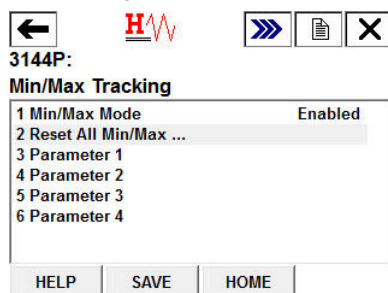 H
3144P:
Min/Max Tracking
1 Min/Max Mode Enabled
2 Reset All Min/Max ...
3 Parameter 1
4 Parameter 2
5 Parameter 3
6 Parameter 4
HELP SAVE HOME